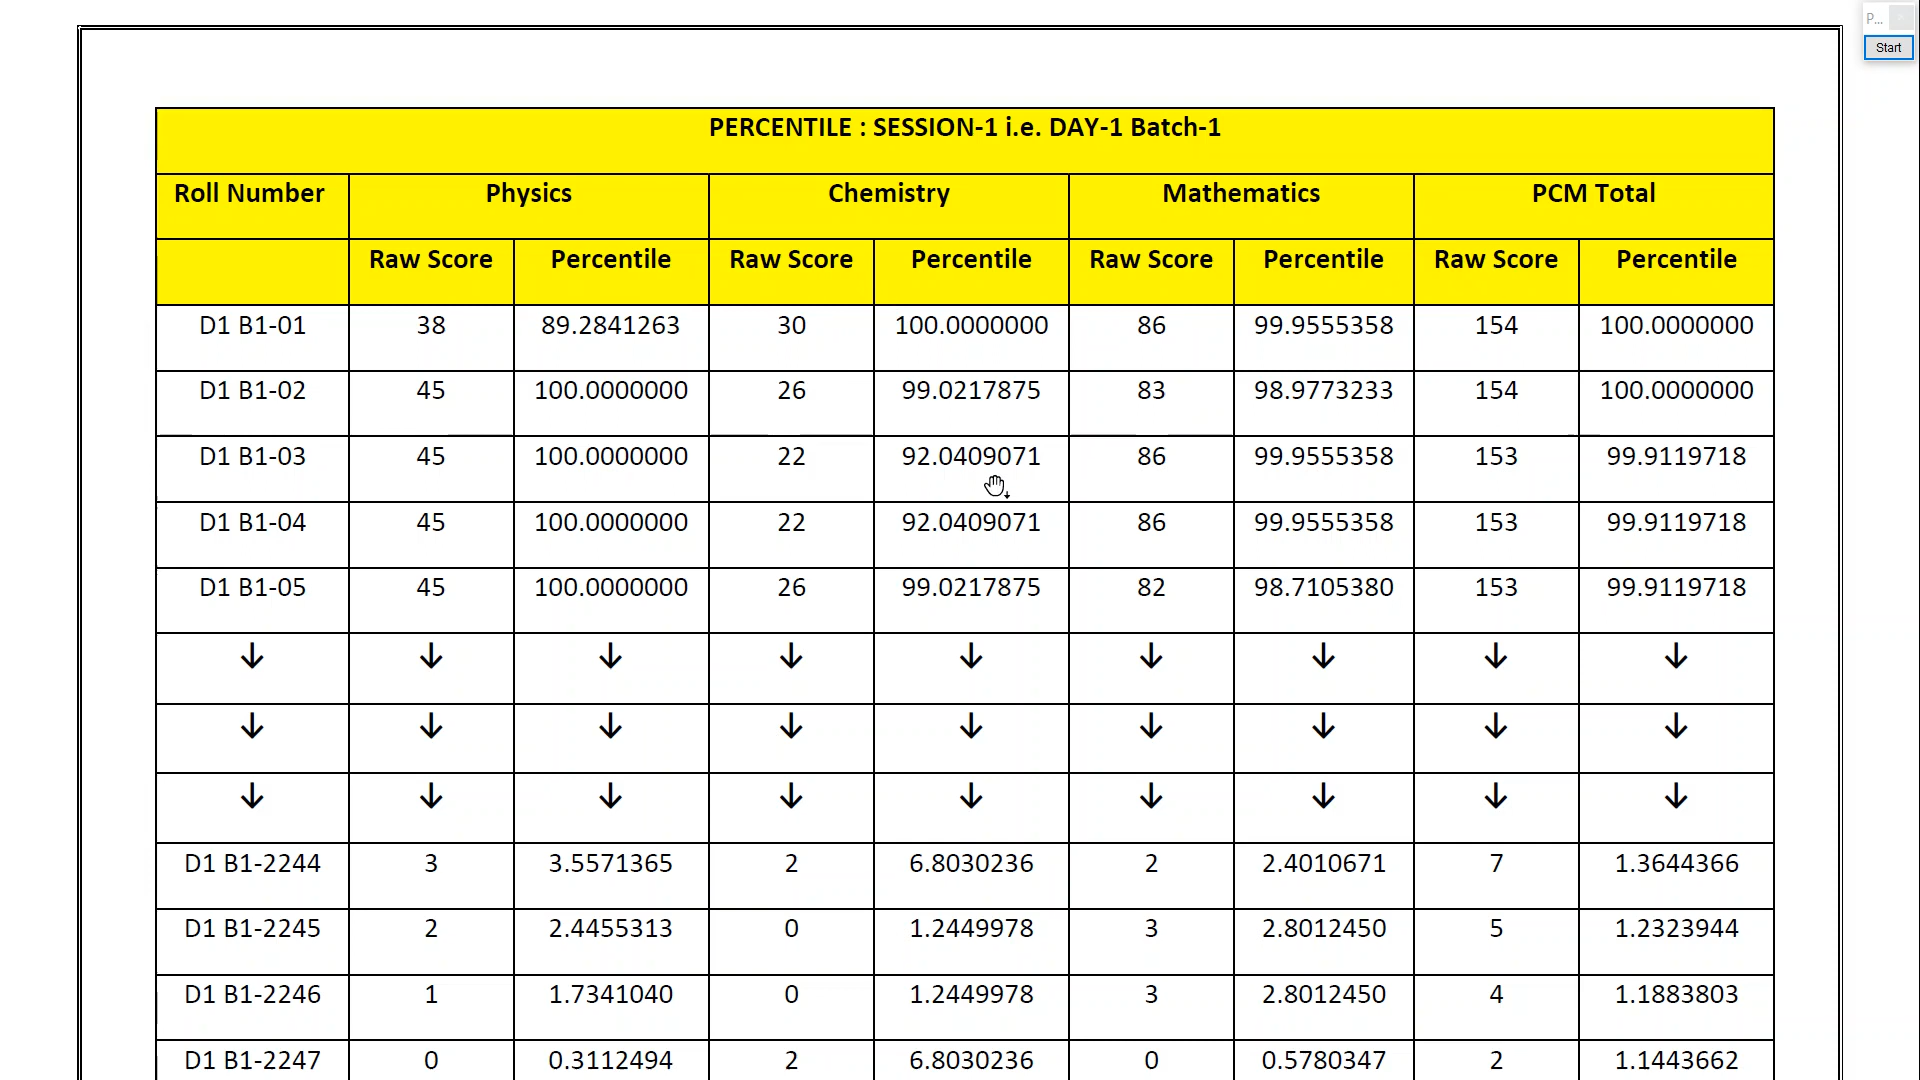 P...
Start
PERCENTILE : SESSION-1 i.e. DAY-1 Batch-1
Roll Number Physics Chemistry Mathematics PCM Total
Raw Score Percentile Raw Score Percentile Raw Score Percentile Raw Score Percentile
D1 B1-01 38 89.2841263 30 100.0000000 86 99.9555358 154 100.0000000
D1 B1-02 45 100.0000000 26 99.0217875 83 98.9773233 154 100.0000000
D1 B1-03 45 100.0000000 22 92.0409071 86 99.9555358 153 99.9119718
D1 B1-04 45 100.0000000 22 92.0409071 86 99.9555358 153 99.9119718
D1 B1-05 45 100.0000000 26 99.0217875 82 98.7105380 153 99.9119718
↓ ↓ ↓ ↓ ↓ ↓ ↓ ↓ ↓
↓ ↓ ↓ ↓ ↓ ↓ ↓ ↓ ↓
↓ ↓ ↓ ↓ ↓ ↓ ↓ ↓ ↓
D1 B1-2244 3 3.5571365 2 6.8030236 2 2.4010671 7 1.3644366
D1 B1-2245 2 2.4455313 0 1.2449978 3 2.8012450 5 1.2323944
D1 B1-2246 1 1.7341040 0 1.2449978 3 2.8012450 4 1.1883803
D1 B1-2247 0 0.3112494 2 6.8030236 0 0.5780347 2 1.1443662